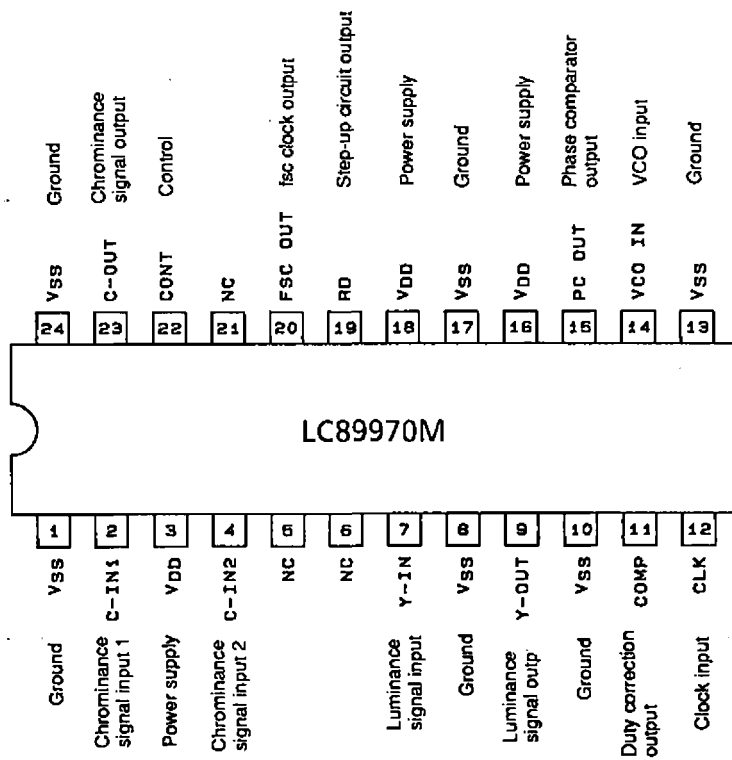 Ground
Chrominance
signal output
Control
fsc clock output
Step-up circuit output
Power supply
Ground
Power supply
Phase comparator
output
VCO input
Ground
VSS
C-OUT
CONT
NC
FSC OUT
RD
VDD
VSS
VDD
PC OUT
VCO IN
VSS
24 23 22 21 20 19 18 17 16 15 14 13
LC89970M
1 2 3 4 5 6 7 8 9 10 11 12
VSS
C-IN1
VDD
C-IN2
NC
NC
Y-IN
VSS
Y-OUT
VSS
COMP
CLK
Ground
Chrominance
signal input 1
Power supply
Chrominance
signal input 2
Luminance
signal input
Ground
Luminance
signal outp
Ground
Duty correction
output
Clock input